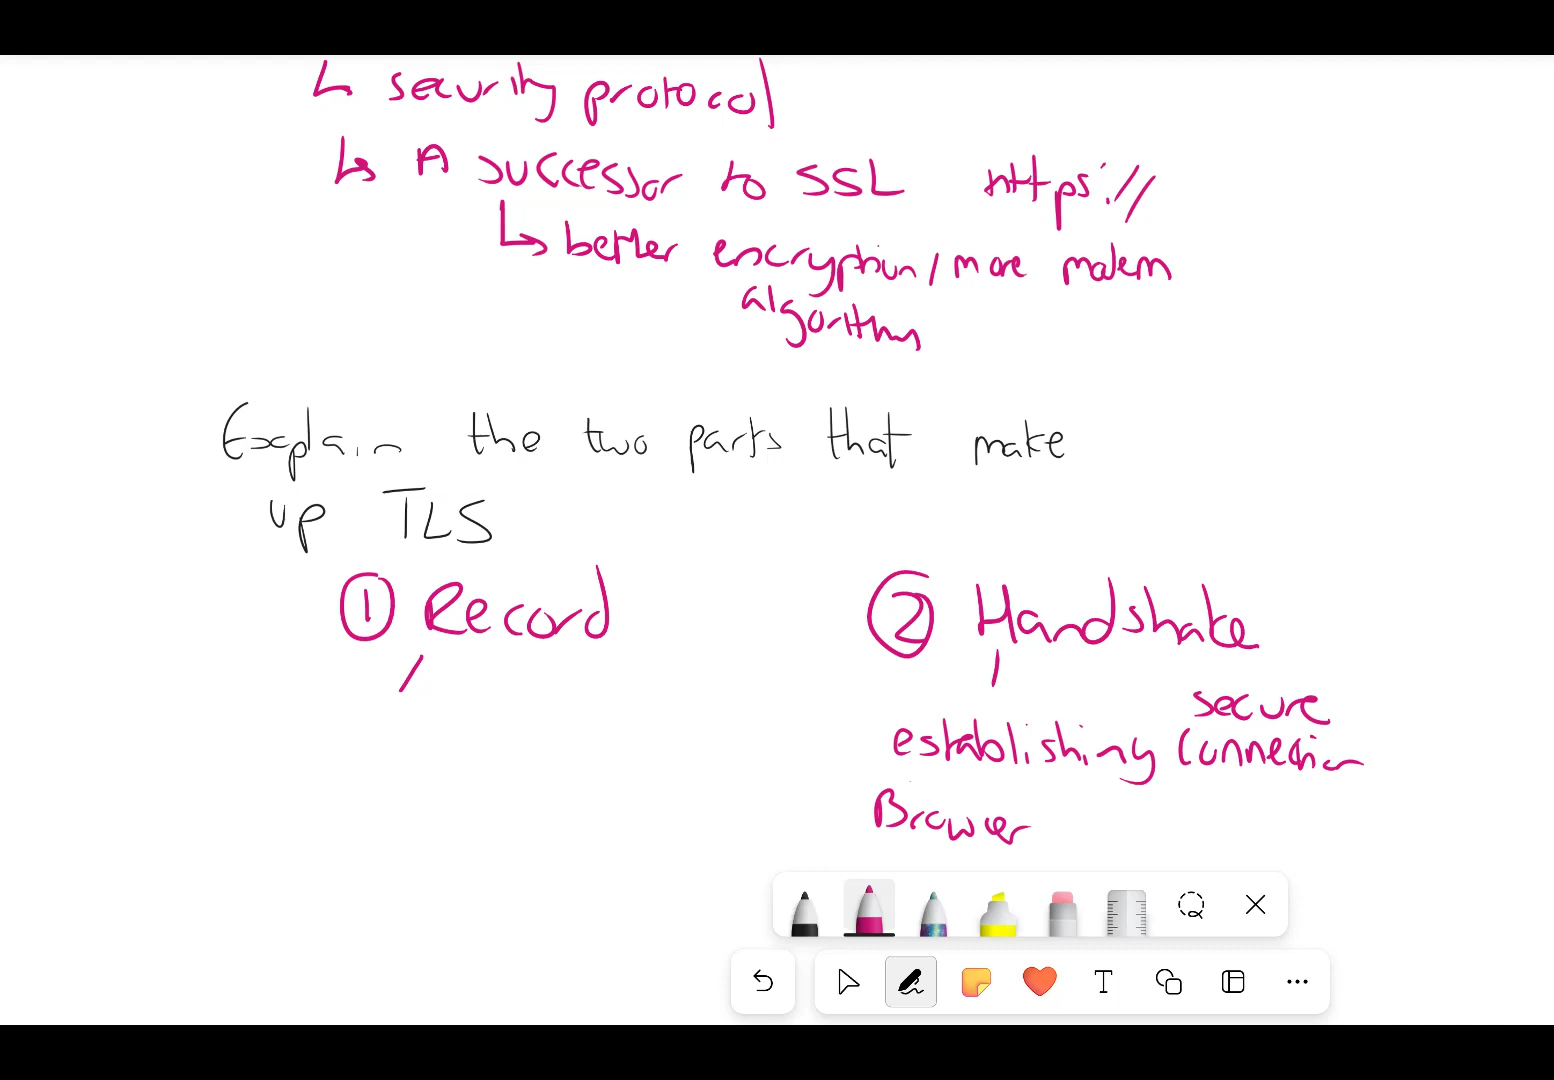 ↳ security protocol
↳ A successor to SSL https://
↳ better encryption / more modern
algorithms
Explain the two parts that make
up TLS
① Record
② Handshake
secure
establishing connection
Browser
T